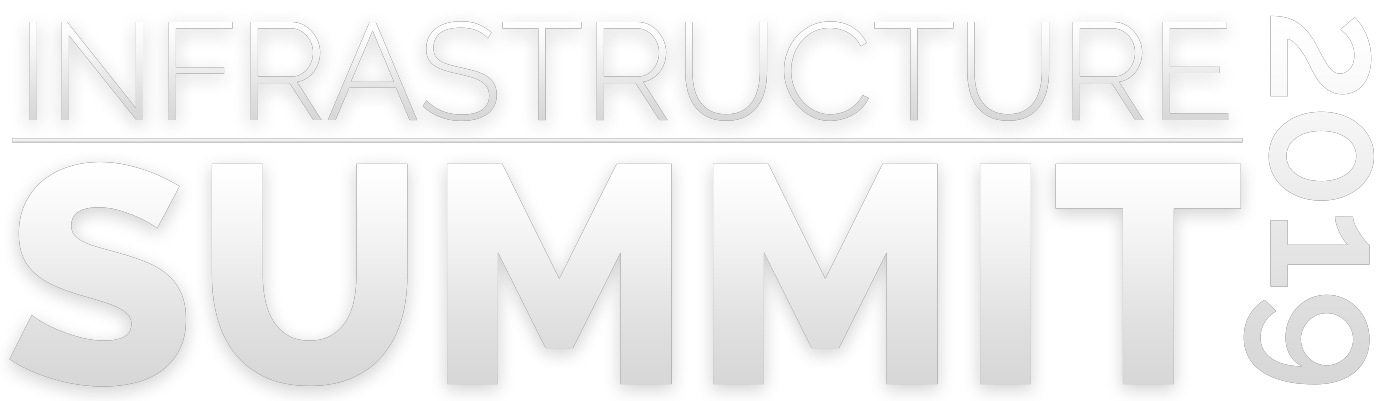 INFRASTRUCTURE
SUMMIT
2019